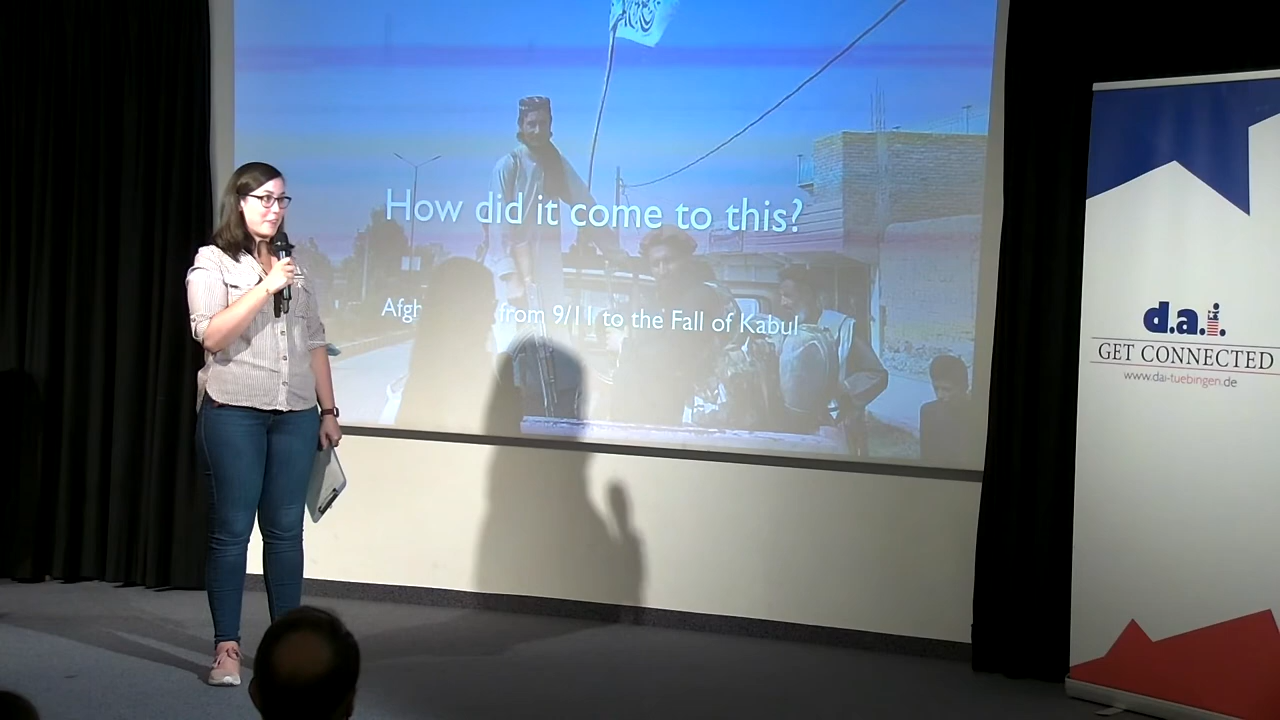 How did it come to this?
from 9/11 to the Fall of Kabul
d.a.i.
GET CONNECTED
www.dai-tuebingen.de